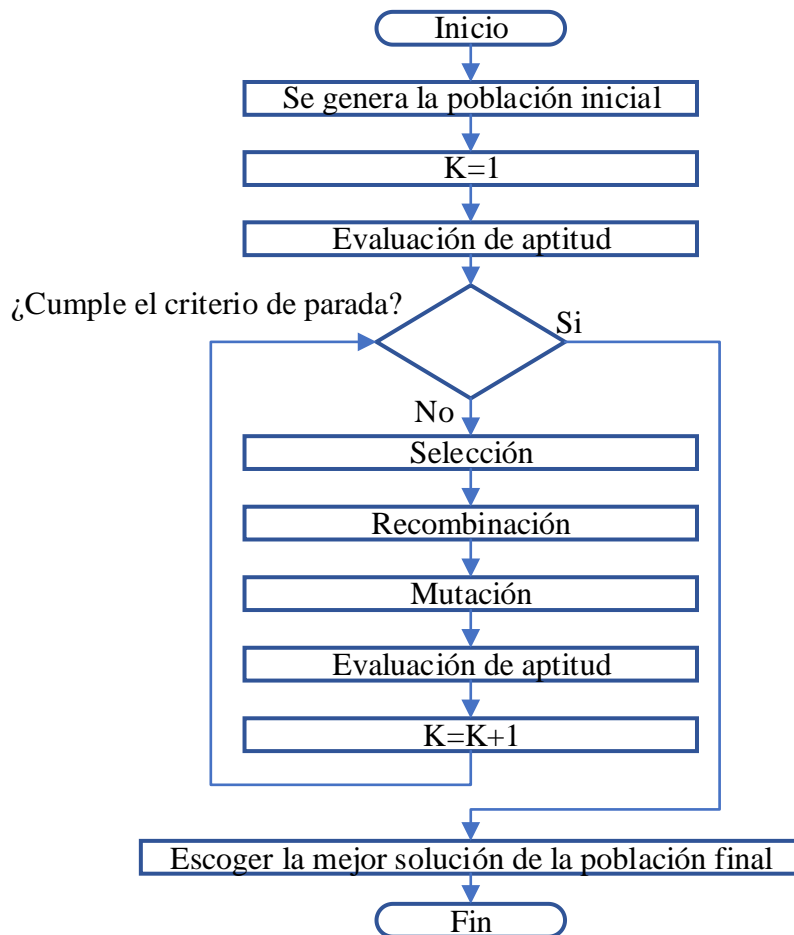 Inicio
Se genera la población inicial
K=1
Evaluación de aptitud
¿Cumple el criterio de parada?
Si
No
Selección
Recombinación
Mutación
Evaluación de aptitud
K=K+1
Escoger la mejor solución de la población final
Fin